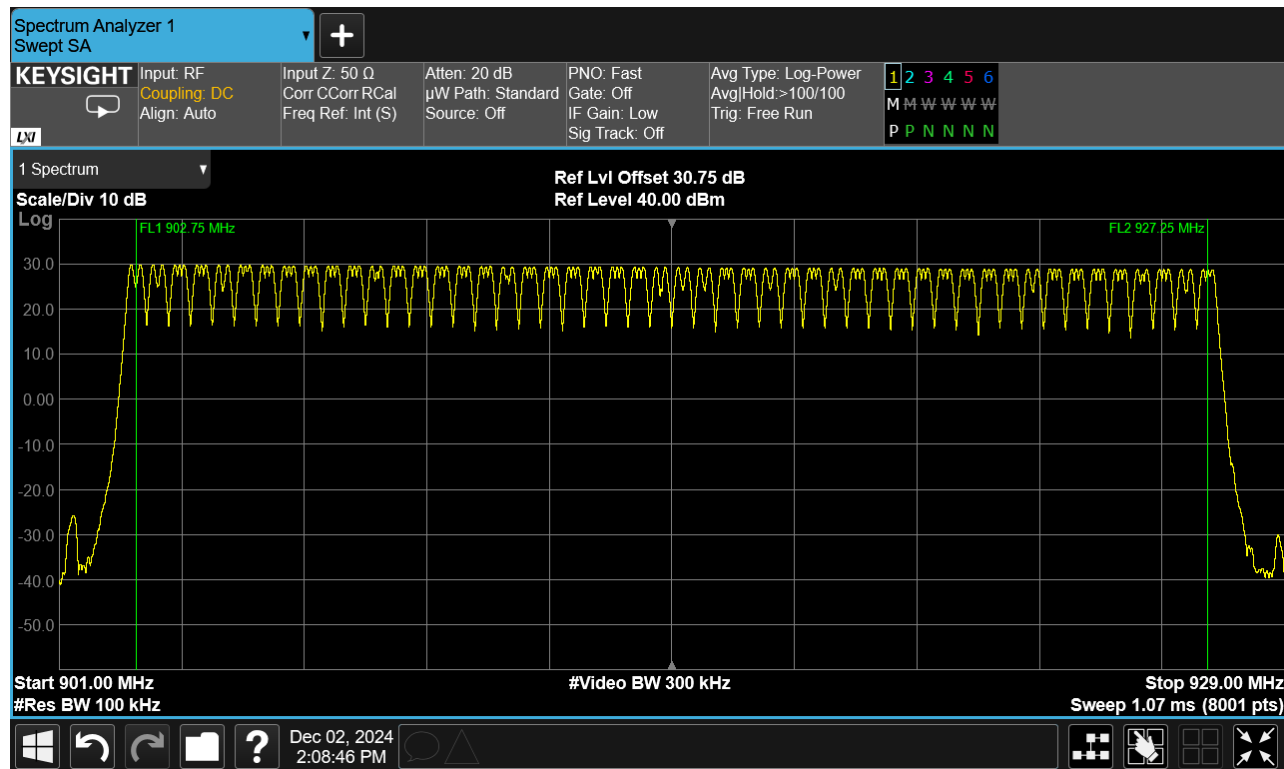 Spectrum Analyzer 1
Swept SA
KEYSIGHT
LXI
Input: RF
Coupling: DC
Align: Auto
Input Z: 50 Ω
Corr CCorr RCal
Freq Ref: Int (S)
Atten: 20 dB
µW Path: Standard
Source: Off
PNO: Fast
Gate: Off
IF Gain: Low
Sig Track: Off
Avg Type: Log-Power
Avg|Hold:>100/100
Trig: Free Run
1 2 3 4 5 6
M M W W W W
P P N N N N
1 Spectrum
Scale/Div 10 dB
Ref Lvl Offset 30.75 dB
Ref Level 40.00 dBm
Log
FL1 902.75 MHz
FL2 927.25 MHz
30.0
20.0
10.0
0.00
-10.0
-20.0
-30.0
-40.0
-50.0
Start 901.00 MHz
#Video BW 300 kHz
Stop 929.00 MHz
#Res BW 100 kHz
Sweep 1.07 ms (8001 pts)
?
Dec 02, 2024
2:08:46 PM